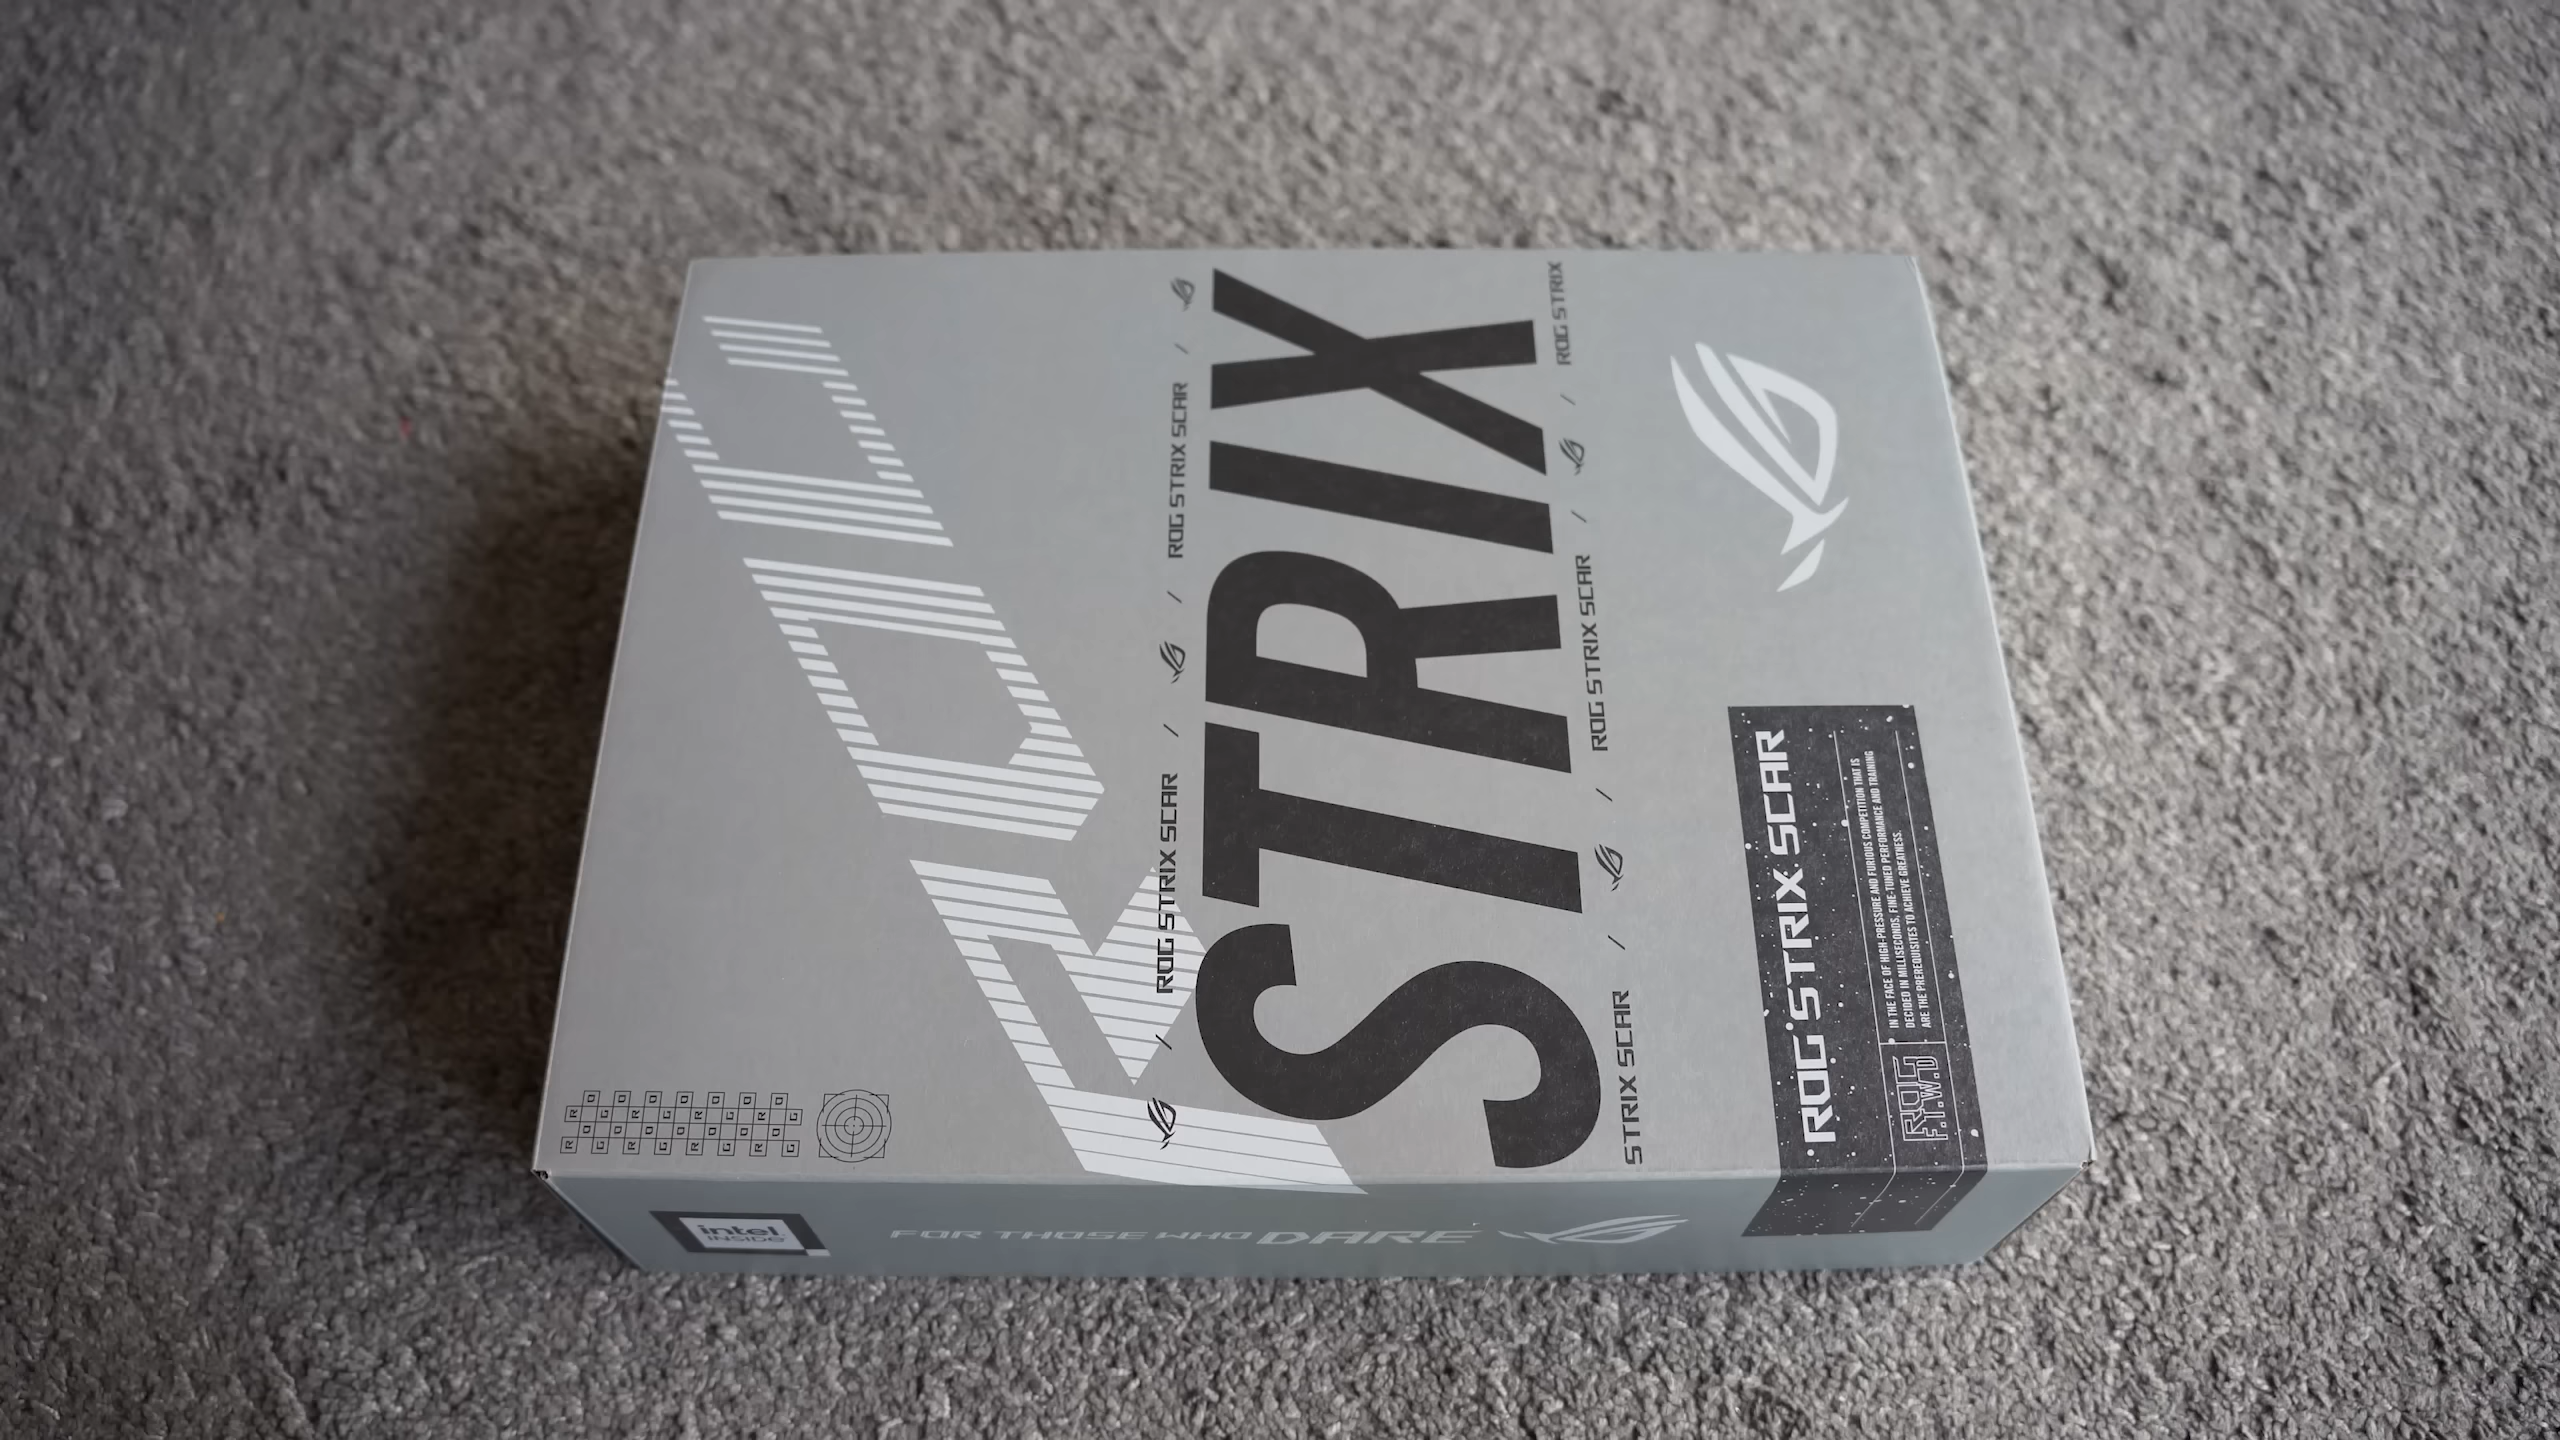 ROG
ROG STRIX SCAR / / ROG STRIX SCAR /
STRIX
STRIX SCAR / / ROG STRIX SCAR / / ROG STRIX
ROG STRIX SCAR
IN THE FACE OF HIGH-PRESSURE AND FURIOUS COMPETITION THAT IS
DECIDED IN MILLISECONDS, FINE-TUNED PERFORMANCE AND TRAINING
ARE THE PREREQUISITES TO ACHIEVE GREATNESS.
ROG
F.T.W.D
intel
INSIDE
FOR THOSE WHO DARE